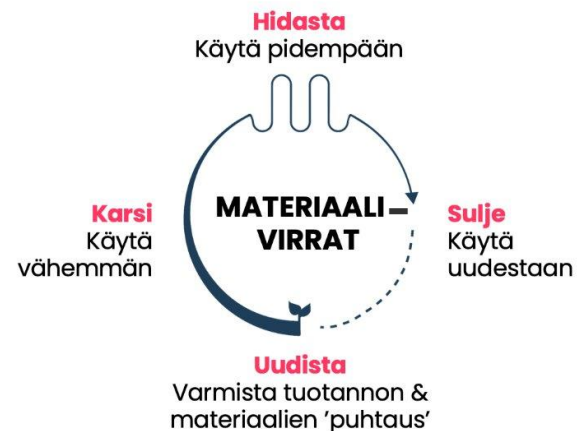 Hidasta
Käytä pidempään
MATERIAALI–
VIRRAT
Karsi
Käytä
vähemmän
Sulje
Käytä
uudestaan
Uudista
Varmista tuotannon &
materiaalien ’puhtaus’